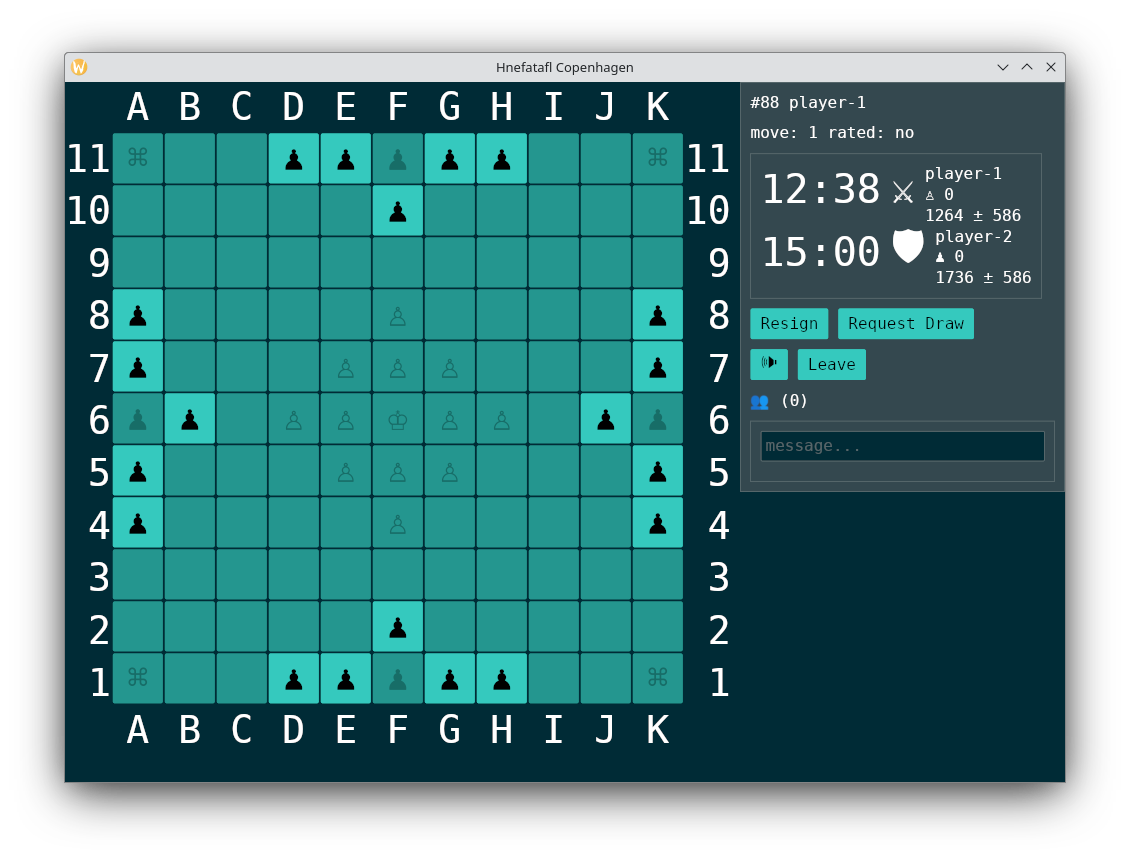 Hnefatafl Copenhagen
A B C D E F G H I J K
11 11
10 10
9 9
8 8
7 7
6 6
5 5
4 4
3 3
2 2
1 1
A B C D E F G H I J K
#88 player-1
move: 1 rated: no
12:38 player-1
♙ 0
1264 ± 586
15:00 player-2
♟ 0
1736 ± 586
Resign Request Draw
Leave
(0)
message...